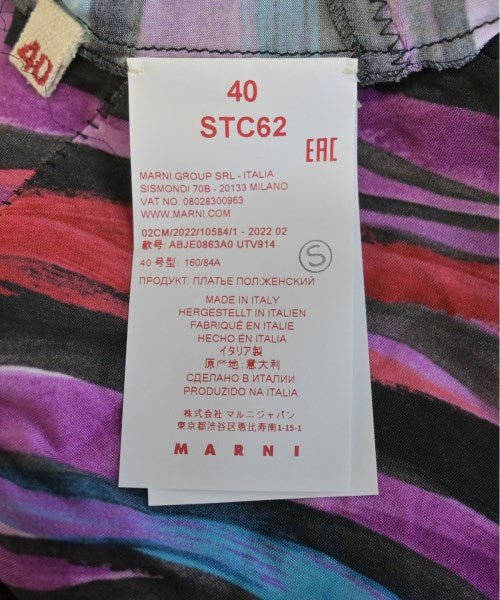 40
40
STC62
EAC
MARNI GROUP SRL - ITALIA
SISMONDI 70B - 20133 MILANO
VAT NO. 08028300963
WWW.MARNI.COM
02CM/2022/10584/1 - 2022 02
款号: ABJE0863A0 UTV914
S
40 号型: 160/84A
ПРОДУКТ: ПЛАТЬЕ ПОЛ:ЖЕНСКИЙ
MADE IN ITALY
HERGESTELLT IN ITALIEN
FABRIQUÉ EN ITALIE
HECHO EN ITALIA
イタリア製
原产地: 意大利
СДЕЛАНО В ИТАЛИИ
PRODUZIDO NA ITALIA
株式会社 マルニジャパン
東京都渋谷区恵比寿南1-15-1
MARNI